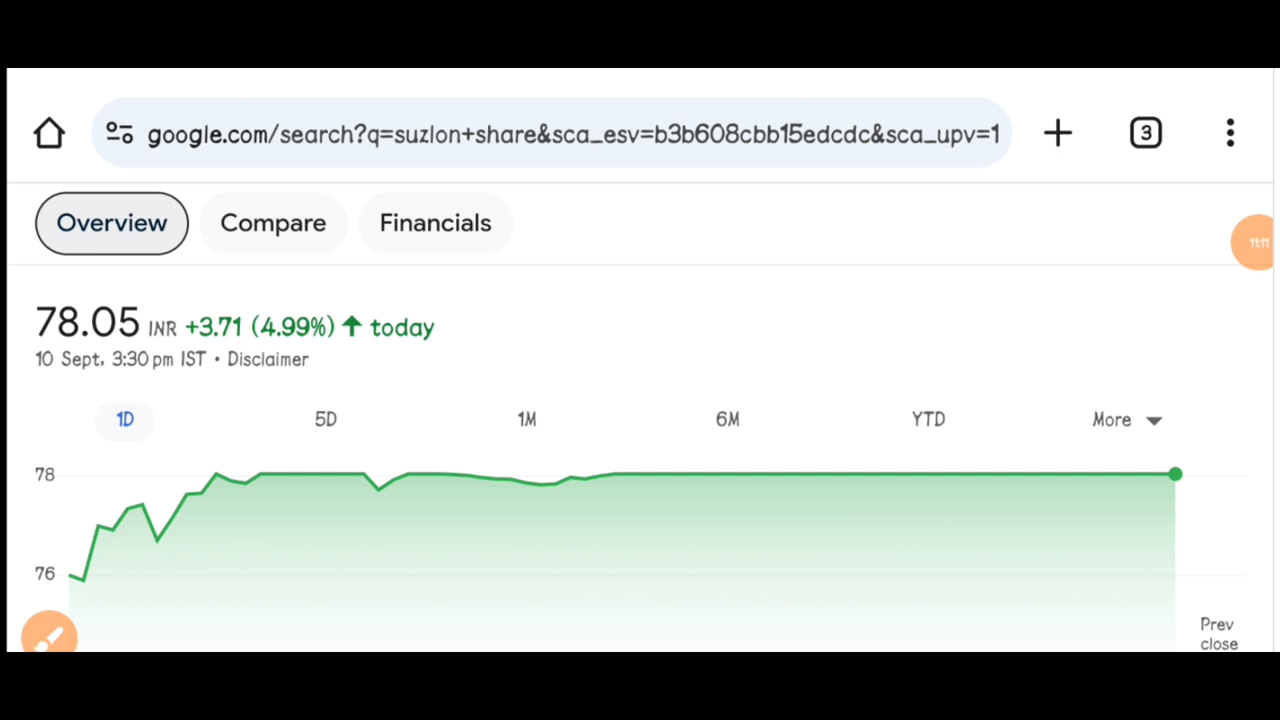 google.com/search?q=suzlon+share&sca_esv=b3b608cbb15edcdc&sca_upv=1
3
Overview Compare Financials
11:11
78.05 INR +3.71 (4.99%) ↑ today
10 Sept, 3:30 pm IST • Disclaimer
1D 5D 1M 6M YTD More
78
76
Prev
close